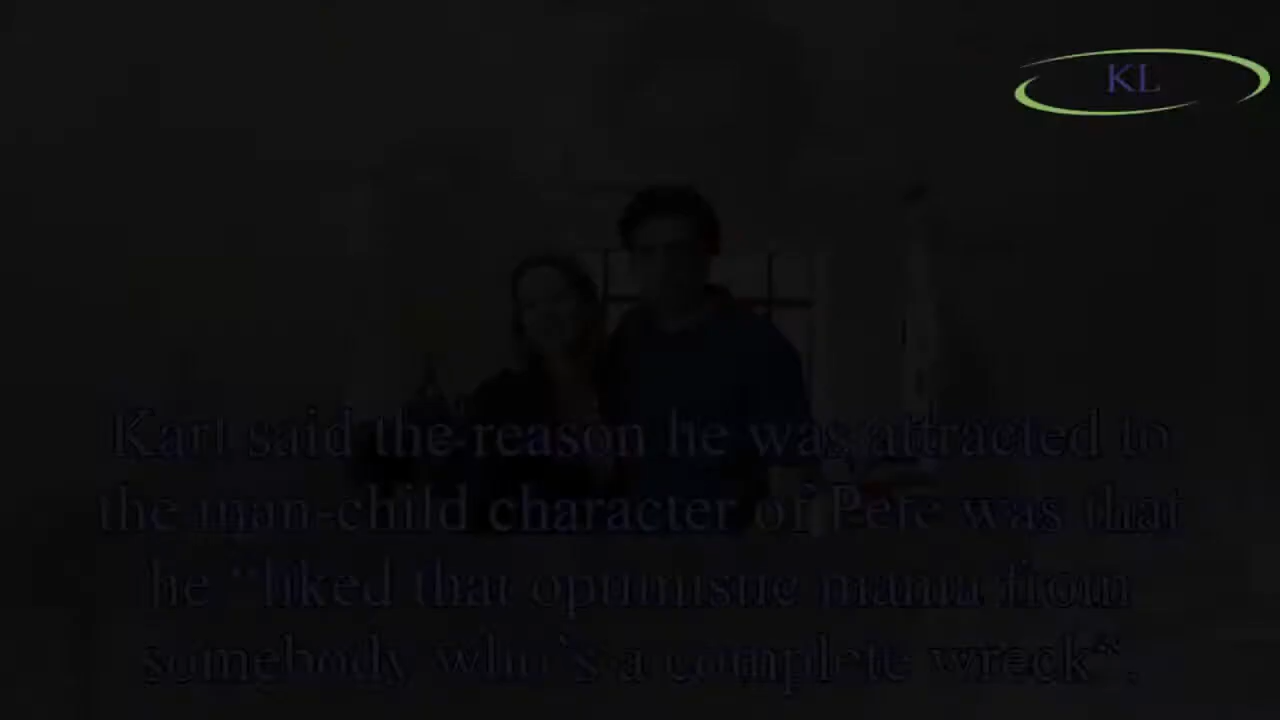 KL
Karl said the reason he was attracted to
the man-child character of Pete was that
he “liked that optimistic mania from
somebody who’s a complete wreck“.